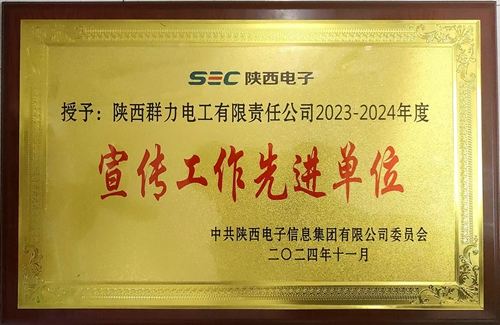 SEC 陕西电子
授予：陕西群力电工有限责任公司2023-2024年度
宣传工作先进单位
中共陕西电子信息集团有限公司委员会
二〇二四年十一月